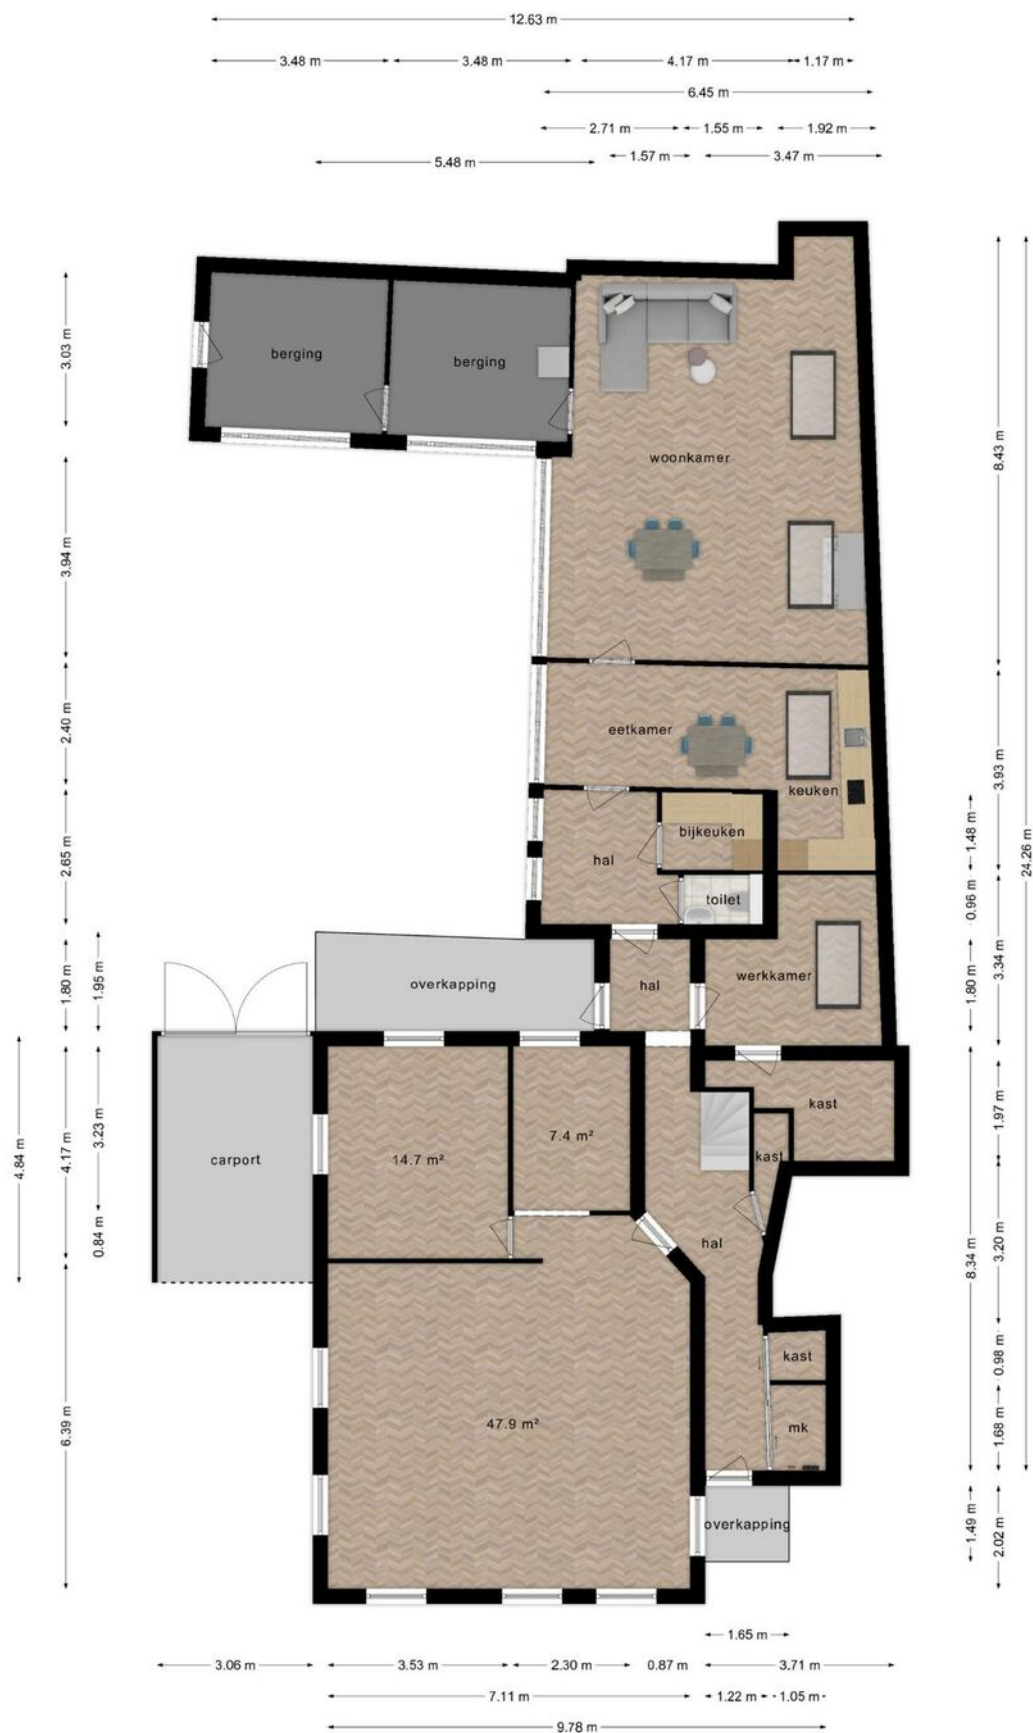 12.63 m
3.48 m 3.48 m 4.17 m 1.17 m
6.45 m
2.71 m 1.55 m 1.92 m
5.48 m 1.57 m 3.47 m
3.03 m
3.94 m
2.40 m
2.65 m
1.80 m
1.95 m
4.84 m
4.17 m
3.23 m
0.84 m
6.39 m
berging
berging
woonkamer
eetkamer
keuken
bijkeuken
hal
toilet
overkapping
hal
werkkamer
kast
carport
14.7 m²
7.4 m²
kast
hal
kast
47.9 m²
mk
overkapping
8.43 m
3.93 m
24.26 m
1.48 m
0.96 m
3.34 m
1.80 m
1.97 m
8.34 m
3.20 m
0.98 m
1.68 m
1.49 m
2.02 m
1.65 m
3.06 m 3.53 m 2.30 m 0.87 m 3.71 m
7.11 m 1.22 m 1.05 m
9.78 m